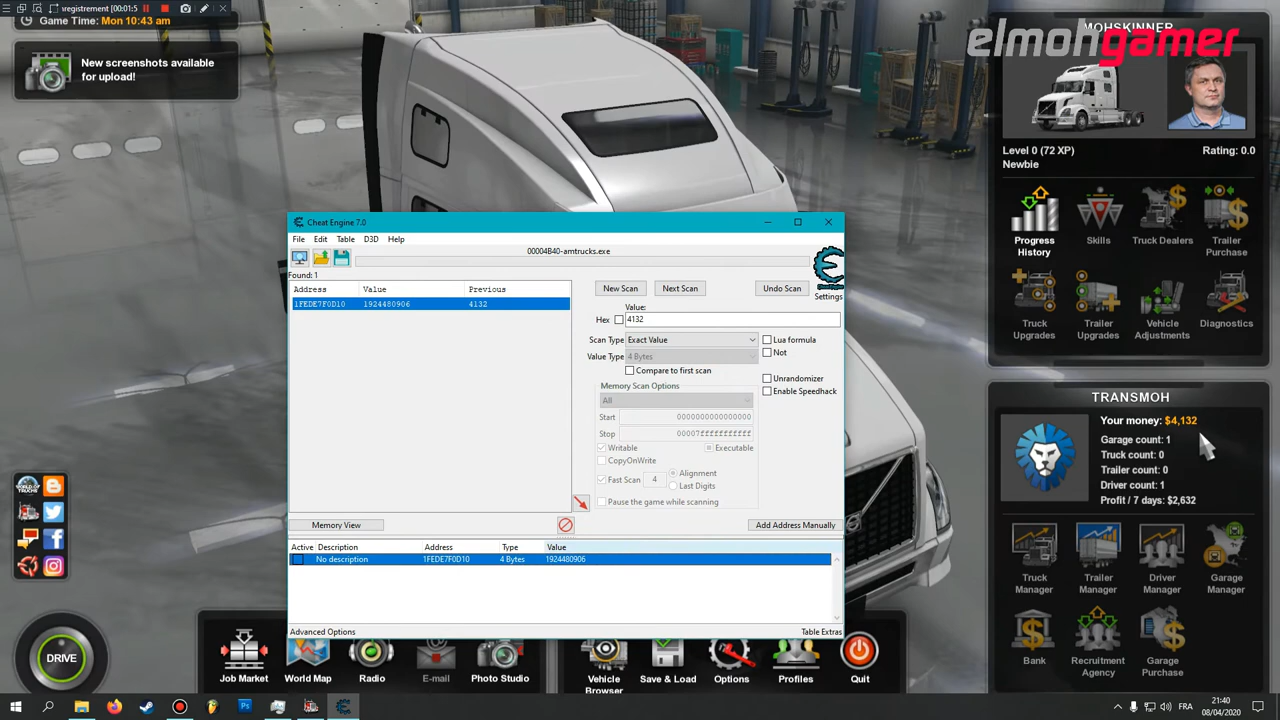 registrement [00:01:5
Game Time: Mon 10:43 am
New screenshots available
for upload!
MOHSKINNER
elmohgamer
Level 0 (72 XP)
Rating: 0.0
Newbie
Progress
History
Skills
Truck Dealers
Trailer
Purchase
Truck
Upgrades
Trailer
Upgrades
Vehicle
Adjustments
Diagnostics
TRANSMOH
Your money: $4,132
Garage count: 1
Truck count: 0
Trailer count: 0
Driver count: 1
Profit / 7 days: $2,632
Truck
Manager
Trailer
Manager
Driver
Manager
Garage
Manager
Bank
Recruitment
Agency
Garage
Purchase
Cheat Engine 7.0
File Edit Table D3D Help
00004B40-amtrucks.exe
Found: 1
Address Value Previous
1FEDE7F0D10 1924480906 4132
Settings
New Scan Next Scan Undo Scan
Value:
Hex 4132
Scan Type Exact Value
Value Type 4 Bytes
Compare to first scan
Lua formula
Not
Memory Scan Options
All
Start 0000000000000000
Stop 00007fffffffffff
Writable Executable
CopyOnWrite
Fast Scan 4 Alignment
Last Digits
Pause the game while scanning
Unrandomizer
Enable Speedhack
Memory View
Add Address Manually
Active Description Address Type Value
No description 1FEDE7F0D10 4 Bytes 1924480906
Advanced Options
Table Extras
DRIVE
Job Market
World Map
Radio
E-mail
Photo Studio
Vehicle
Browser
Save & Load
Options
Profiles
Quit
FRA
21:40
08/04/2020